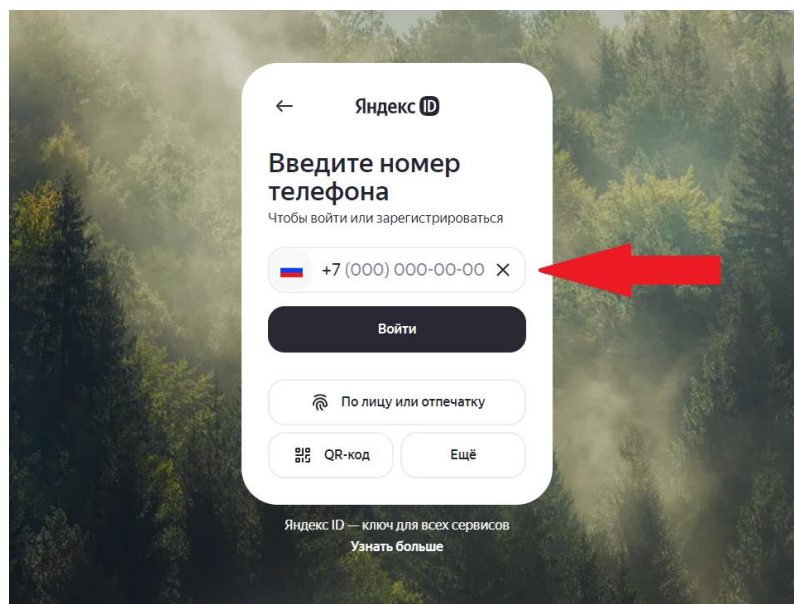 Яндекс ID
Введите номер
телефона
Чтобы войти или зарегистрироваться
+7 (000) 000-00-00
Войти
По лицу или отпечатку
QR-код
Ещё
Яндекс ID — ключ для всех сервисов
Узнать больше